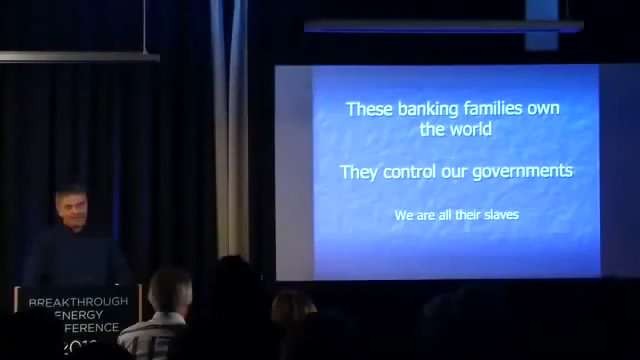 These banking families own
the world
They control our governments
We are all their slaves
BREAKTHROUGH
ENERGY